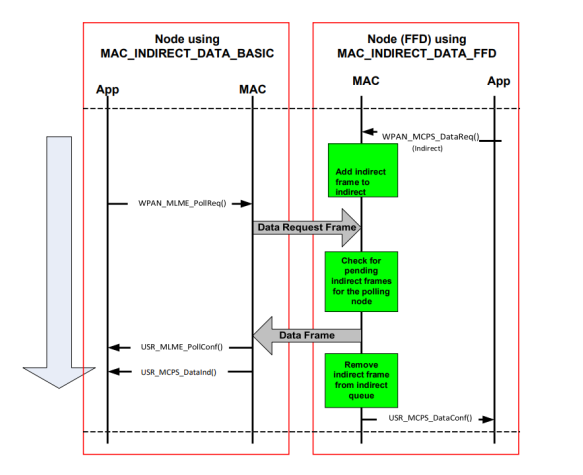 Node using
MAC_INDIRECT_DATA_BASIC
Node (FFD) using
MAC_INDIRECT_DATA_FFD
App
MAC
MAC
App
WPAN_MCPS_DataReq()
(Indirect)
Add indirect
frame to
indirect
WPAN_MLME_PollReq()
Data Request Frame
Check for
pending
indirect frames
for the polling
node
Data Frame
USR_MLME_PollConf()
USR_MCPS_DataInd()
Remove
indirect frame
from indirect
queue
USR_MCPS_DataConf()